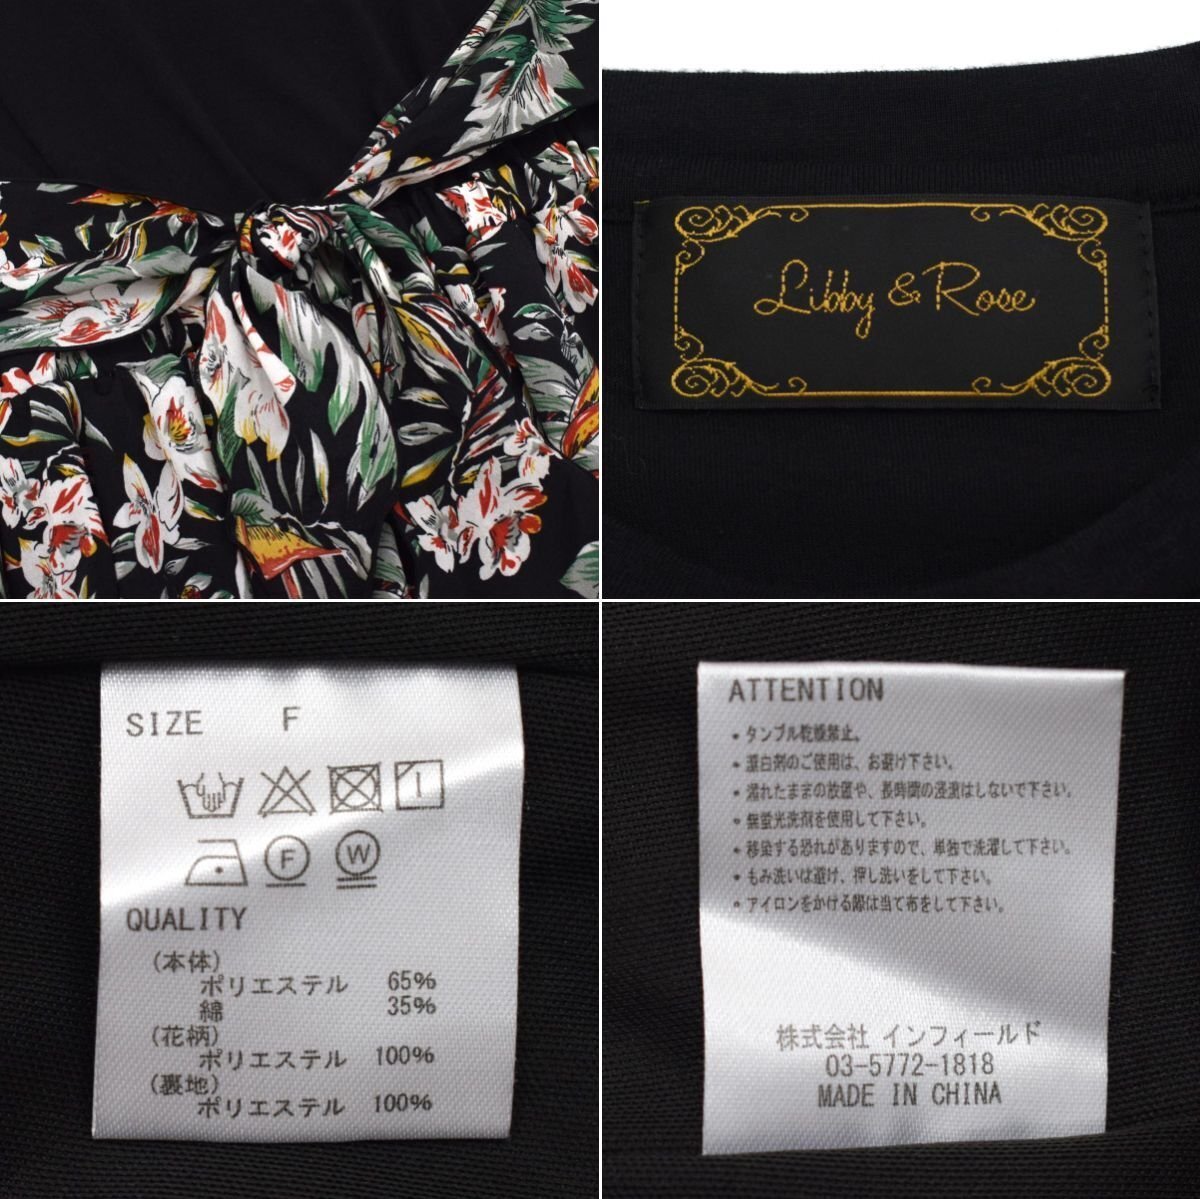 Libby & Rose
SIZE F
F W
QUALITY
(本体)
ポリエステル 65%
綿 35%
(花柄)
ポリエステル 100%
(裏地)
ポリエステル 100%
ATTENTION
・タンブル乾燥禁止。
・漂白剤のご使用は、お避け下さい。
・濡れたままの放置や、長時間の浸漬はしないで下さい。
・無蛍光洗剤を使用して下さい。
・移染する恐れがありますので、単独で洗濯して下さい。
・もみ洗いは避け、押し洗いをして下さい。
・アイロンをかける際は当て布をして下さい。
株式会社 インフィールド
03-5772-1818
MADE IN CHINA